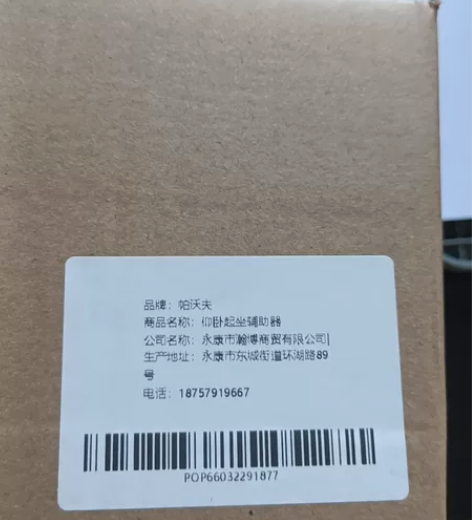 品牌：帕沃夫
商品名称：仰卧起坐辅助器
公司名称：永康市瀚博商贸有限公司
生产地址：永康市东城街道环湖路89
号
电话：18757919667
POP66032291877